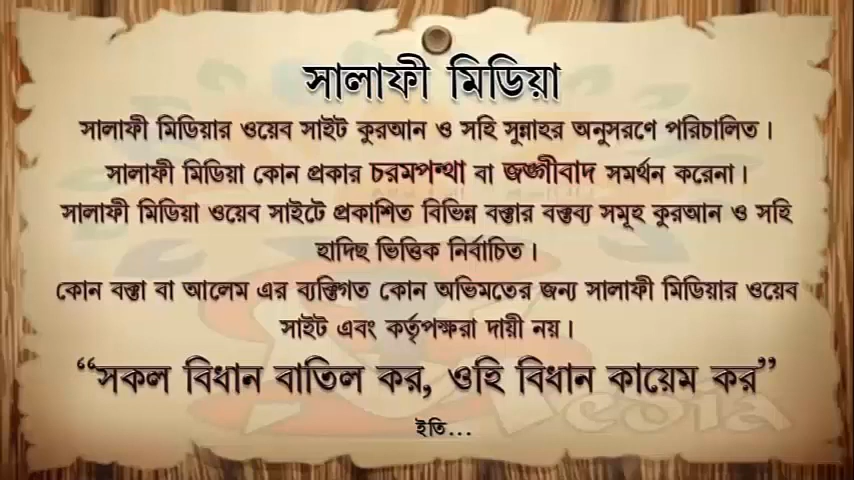 সালাফী মিডিয়া
সালাফী মিডিয়ার ওয়েব সাইট কুরআন ও সহি সুন্নাহর অনুসরণে পরিচালিত।
সালাফী মিডিয়া কোন প্রকার চরমপন্থা বা জঙ্গীবাদ সমর্থন করেনা।
সালাফী মিডিয়া ওয়েব সাইটে প্রকাশিত বিভিন্ন বক্তার বক্তব্য সমূহ কুরআন ও সহি
হাদিছ ভিত্তিক নির্বাচিত।
কোন বক্তা বা আলেম এর ব্যক্তিগত কোন অভিমতের জন্য সালাফী মিডিয়ার ওয়েব
সাইট এবং কর্তৃপক্ষরা দায়ী নয়।
“সকল বিধান বাতিল কর, ওহি বিধান কায়েম কর”
ইতি...